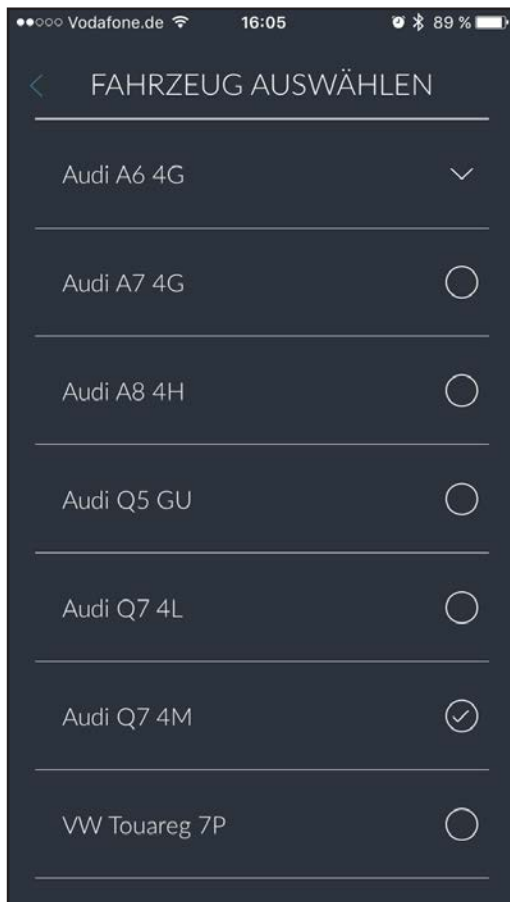 Vodafone.de 16:05 89 %
FAHRZEUG AUSWÄHLEN
Audi A6 4G
Audi A7 4G
Audi A8 4H
Audi Q5 GU
Audi Q7 4L
Audi Q7 4M
VW Touareg 7P